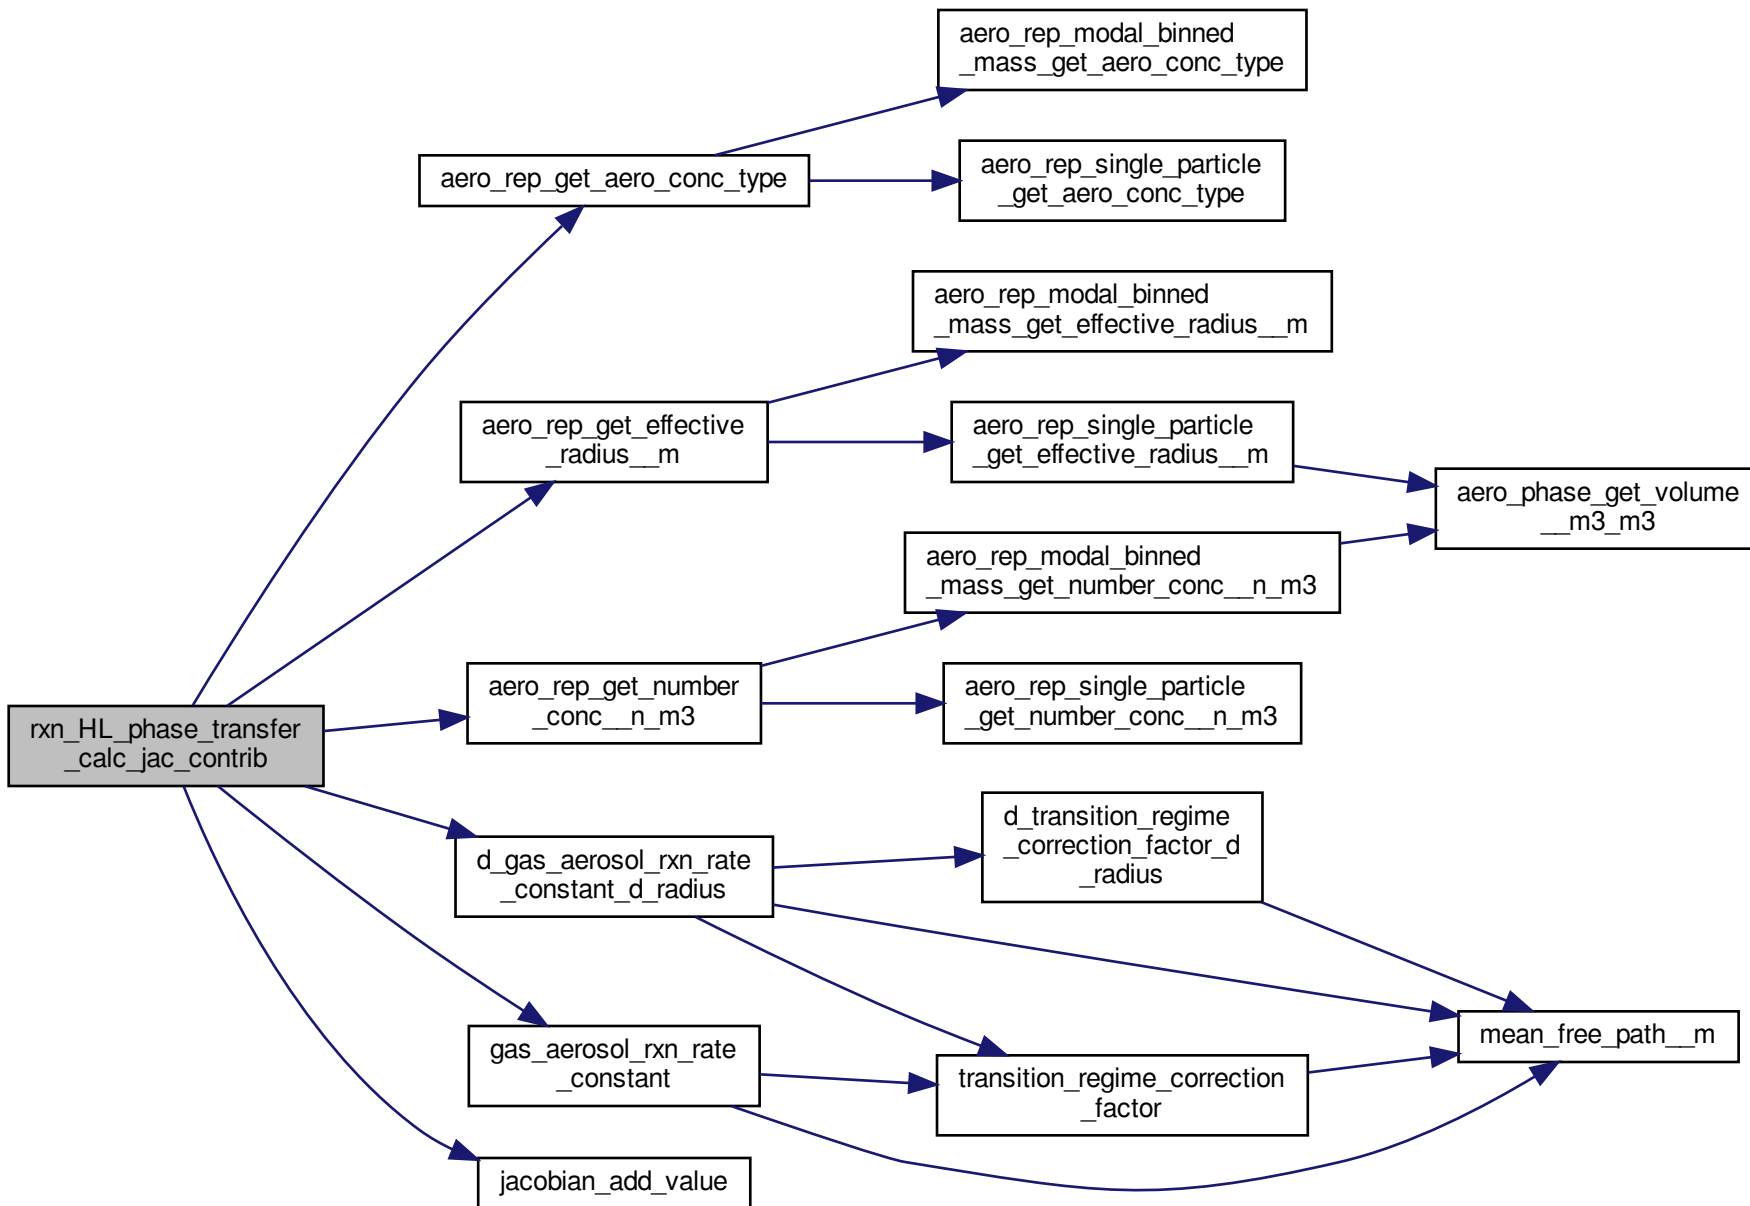 aero_rep_modal_binned
_mass_get_aero_conc_type
aero_rep_get_aero_conc_type
aero_rep_single_particle
_get_aero_conc_type
aero_rep_modal_binned
_mass_get_effective_radius__m
aero_rep_get_effective
_radius__m
aero_rep_single_particle
_get_effective_radius__m
aero_phase_get_volume
__m3_m3
aero_rep_modal_binned
_mass_get_number_conc__n_m3
rxn_HL_phase_transfer
_calc_jac_contrib
aero_rep_get_number
_conc__n_m3
aero_rep_single_particle
_get_number_conc__n_m3
d_gas_aerosol_rxn_rate
_constant_d_radius
d_transition_regime
_correction_factor_d
_radius
gas_aerosol_rxn_rate
_constant
transition_regime_correction
_factor
mean_free_path__m
jacobian_add_value